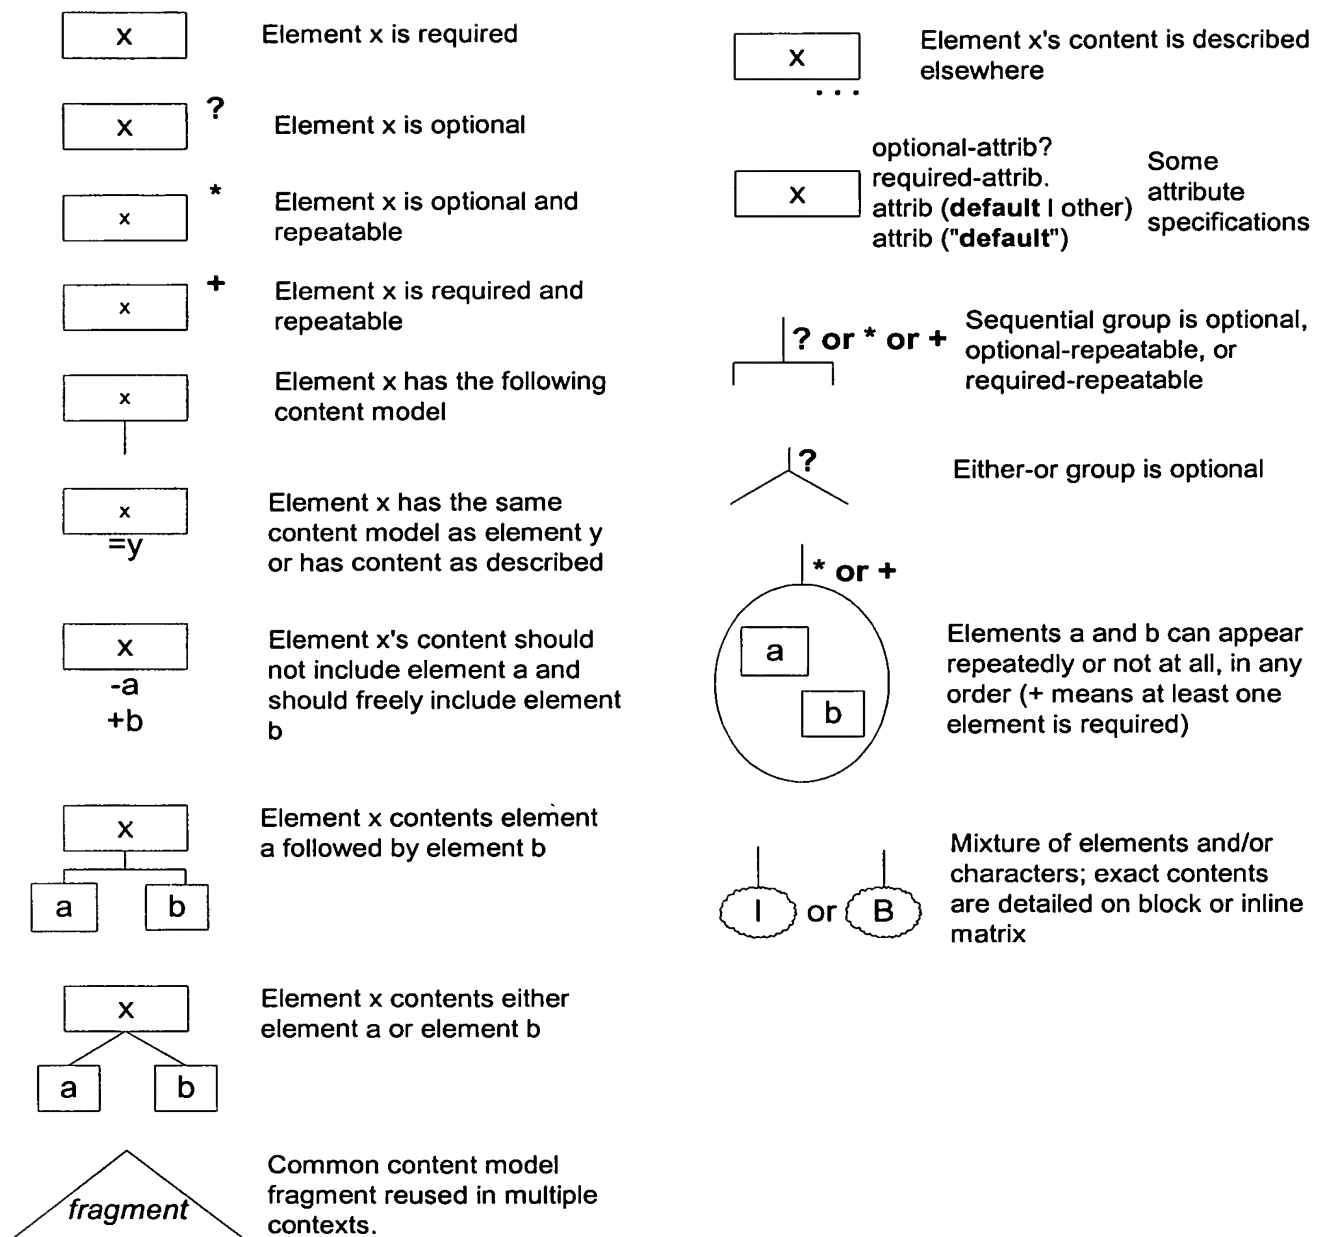 x
Element x is required
x ?
Element x is optional
x *
Element x is optional and
repeatable
x +
Element x is required and
repeatable
x
Element x has the following
content model
x
=y
Element x has the same
content model as element y
or has content as described
x
-a
+b
Element x's content should
not include element a and
should freely include element
b
x
a b
Element x contents element
a followed by element b
x
a b
Element x contents either
element a or element b
fragment
Common content model
fragment reused in multiple
contexts.
x
...
Element x's content is described
elsewhere
x
optional-attrib?
required-attrib.
attrib (default I other)
attrib ("default")
Some
attribute
specifications
? or * or +
Sequential group is optional,
optional-repeatable, or
required-repeatable
?
Either-or group is optional
* or +
a
b
Elements a and b can appear
repeatedly or not at all, in any
order (+ means at least one
element is required)
I or B
Mixture of elements and/or
characters; exact contents
are detailed on block or inline
matrix